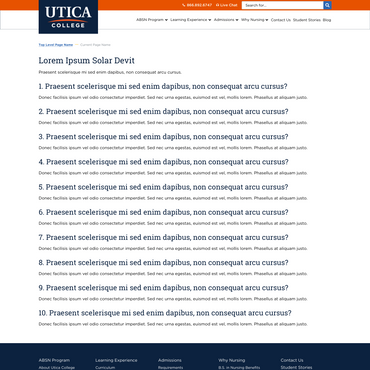 UTICA
COLLEGE
866.892.6747
Live Chat
Search for...
ABSN Program
Learning Experience
Admissions
Why Nursing
Contact Us
Student Stories
Blog
Top Level Page Name
Current Page Name
Lorem Ipsum Solar Devit
Praesent scelerisque mi sed enim dapibus, non consequat arcu cursus.
1. Praesent scelerisque mi sed enim dapibus, non consequat arcu cursus?
Donec facilisis ipsum vel odio consectetur imperdiet. Sed nec urna egestas, euismod est vel, mollis lorem. Phasellus at aliquam justo.
2. Praesent scelerisque mi sed enim dapibus, non consequat arcu cursus?
Donec facilisis ipsum vel odio consectetur imperdiet. Sed nec urna egestas, euismod est vel, mollis lorem. Phasellus at aliquam justo.
3. Praesent scelerisque mi sed enim dapibus, non consequat arcu cursus?
Donec facilisis ipsum vel odio consectetur imperdiet. Sed nec urna egestas, euismod est vel, mollis lorem. Phasellus at aliquam justo.
4. Praesent scelerisque mi sed enim dapibus, non consequat arcu cursus?
Donec facilisis ipsum vel odio consectetur imperdiet. Sed nec urna egestas, euismod est vel, mollis lorem. Phasellus at aliquam justo.
5. Praesent scelerisque mi sed enim dapibus, non consequat arcu cursus?
Donec facilisis ipsum vel odio consectetur imperdiet. Sed nec urna egestas, euismod est vel, mollis lorem. Phasellus at aliquam justo.
6. Praesent scelerisque mi sed enim dapibus, non consequat arcu cursus?
Donec facilisis ipsum vel odio consectetur imperdiet. Sed nec urna egestas, euismod est vel, mollis lorem. Phasellus at aliquam justo.
7. Praesent scelerisque mi sed enim dapibus, non consequat arcu cursus?
Donec facilisis ipsum vel odio consectetur imperdiet. Sed nec urna egestas, euismod est vel, mollis lorem. Phasellus at aliquam justo.
8. Praesent scelerisque mi sed enim dapibus, non consequat arcu cursus?
Donec facilisis ipsum vel odio consectetur imperdiet. Sed nec urna egestas, euismod est vel, mollis lorem. Phasellus at aliquam justo.
9. Praesent scelerisque mi sed enim dapibus, non consequat arcu cursus?
Donec facilisis ipsum vel odio consectetur imperdiet. Sed nec urna egestas, euismod est vel, mollis lorem. Phasellus at aliquam justo.
10. Praesent scelerisque mi sed enim dapibus, non consequat arcu cursus?
Donec facilisis ipsum vel odio consectetur imperdiet. Sed nec urna egestas, euismod est vel, mollis lorem. Phasellus at aliquam justo.
ABSN Program
Learning Experience
Admissions
Why Nursing
Contact Us
About Utica College
Curriculum
Requirements
B.S. in Nursing Benefits
Student Stories